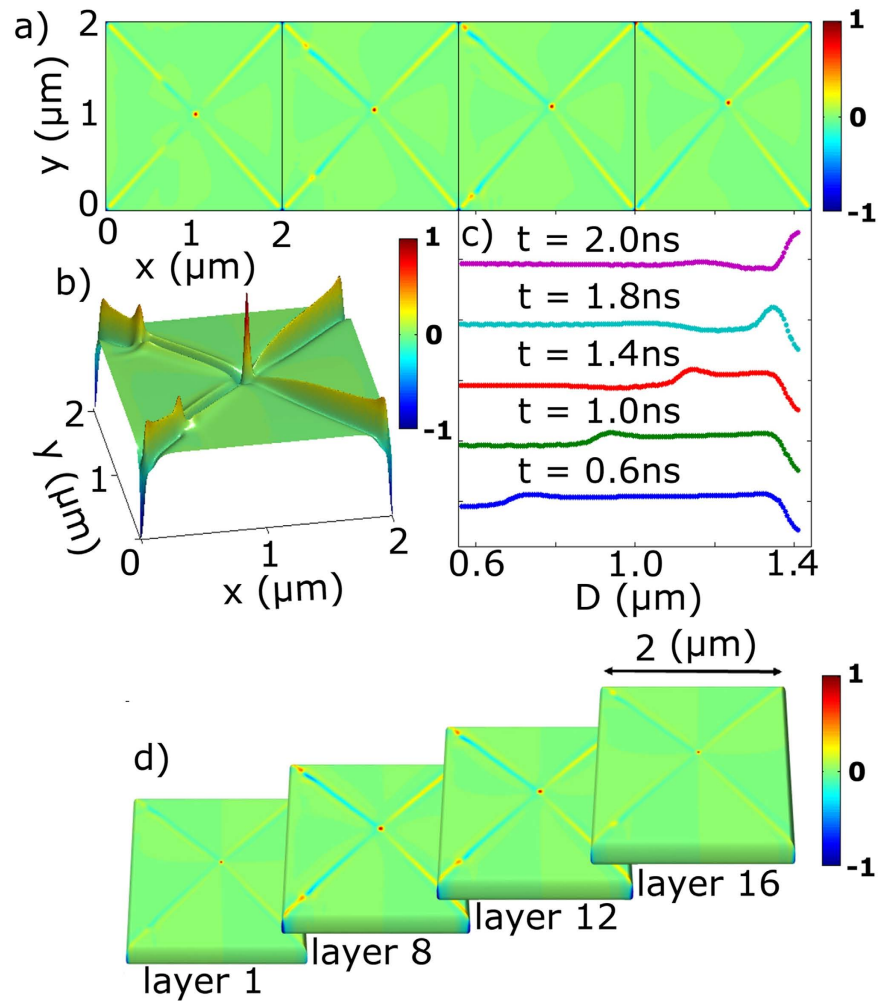 a)
2
1
0
y (μm)
0
1
2
x (μm)
1
0
-1
b)
1
0
-1
2
1
0
y (μm)
1
2
x (μm)
c)
t = 2.0ns
t = 1.8ns
t = 1.4ns
t = 1.0ns
t = 0.6ns
0.6
1.0
1.4
D (μm)
2 (μm)
d)
1
0
-1
layer 1
layer 8
layer 12
layer 16